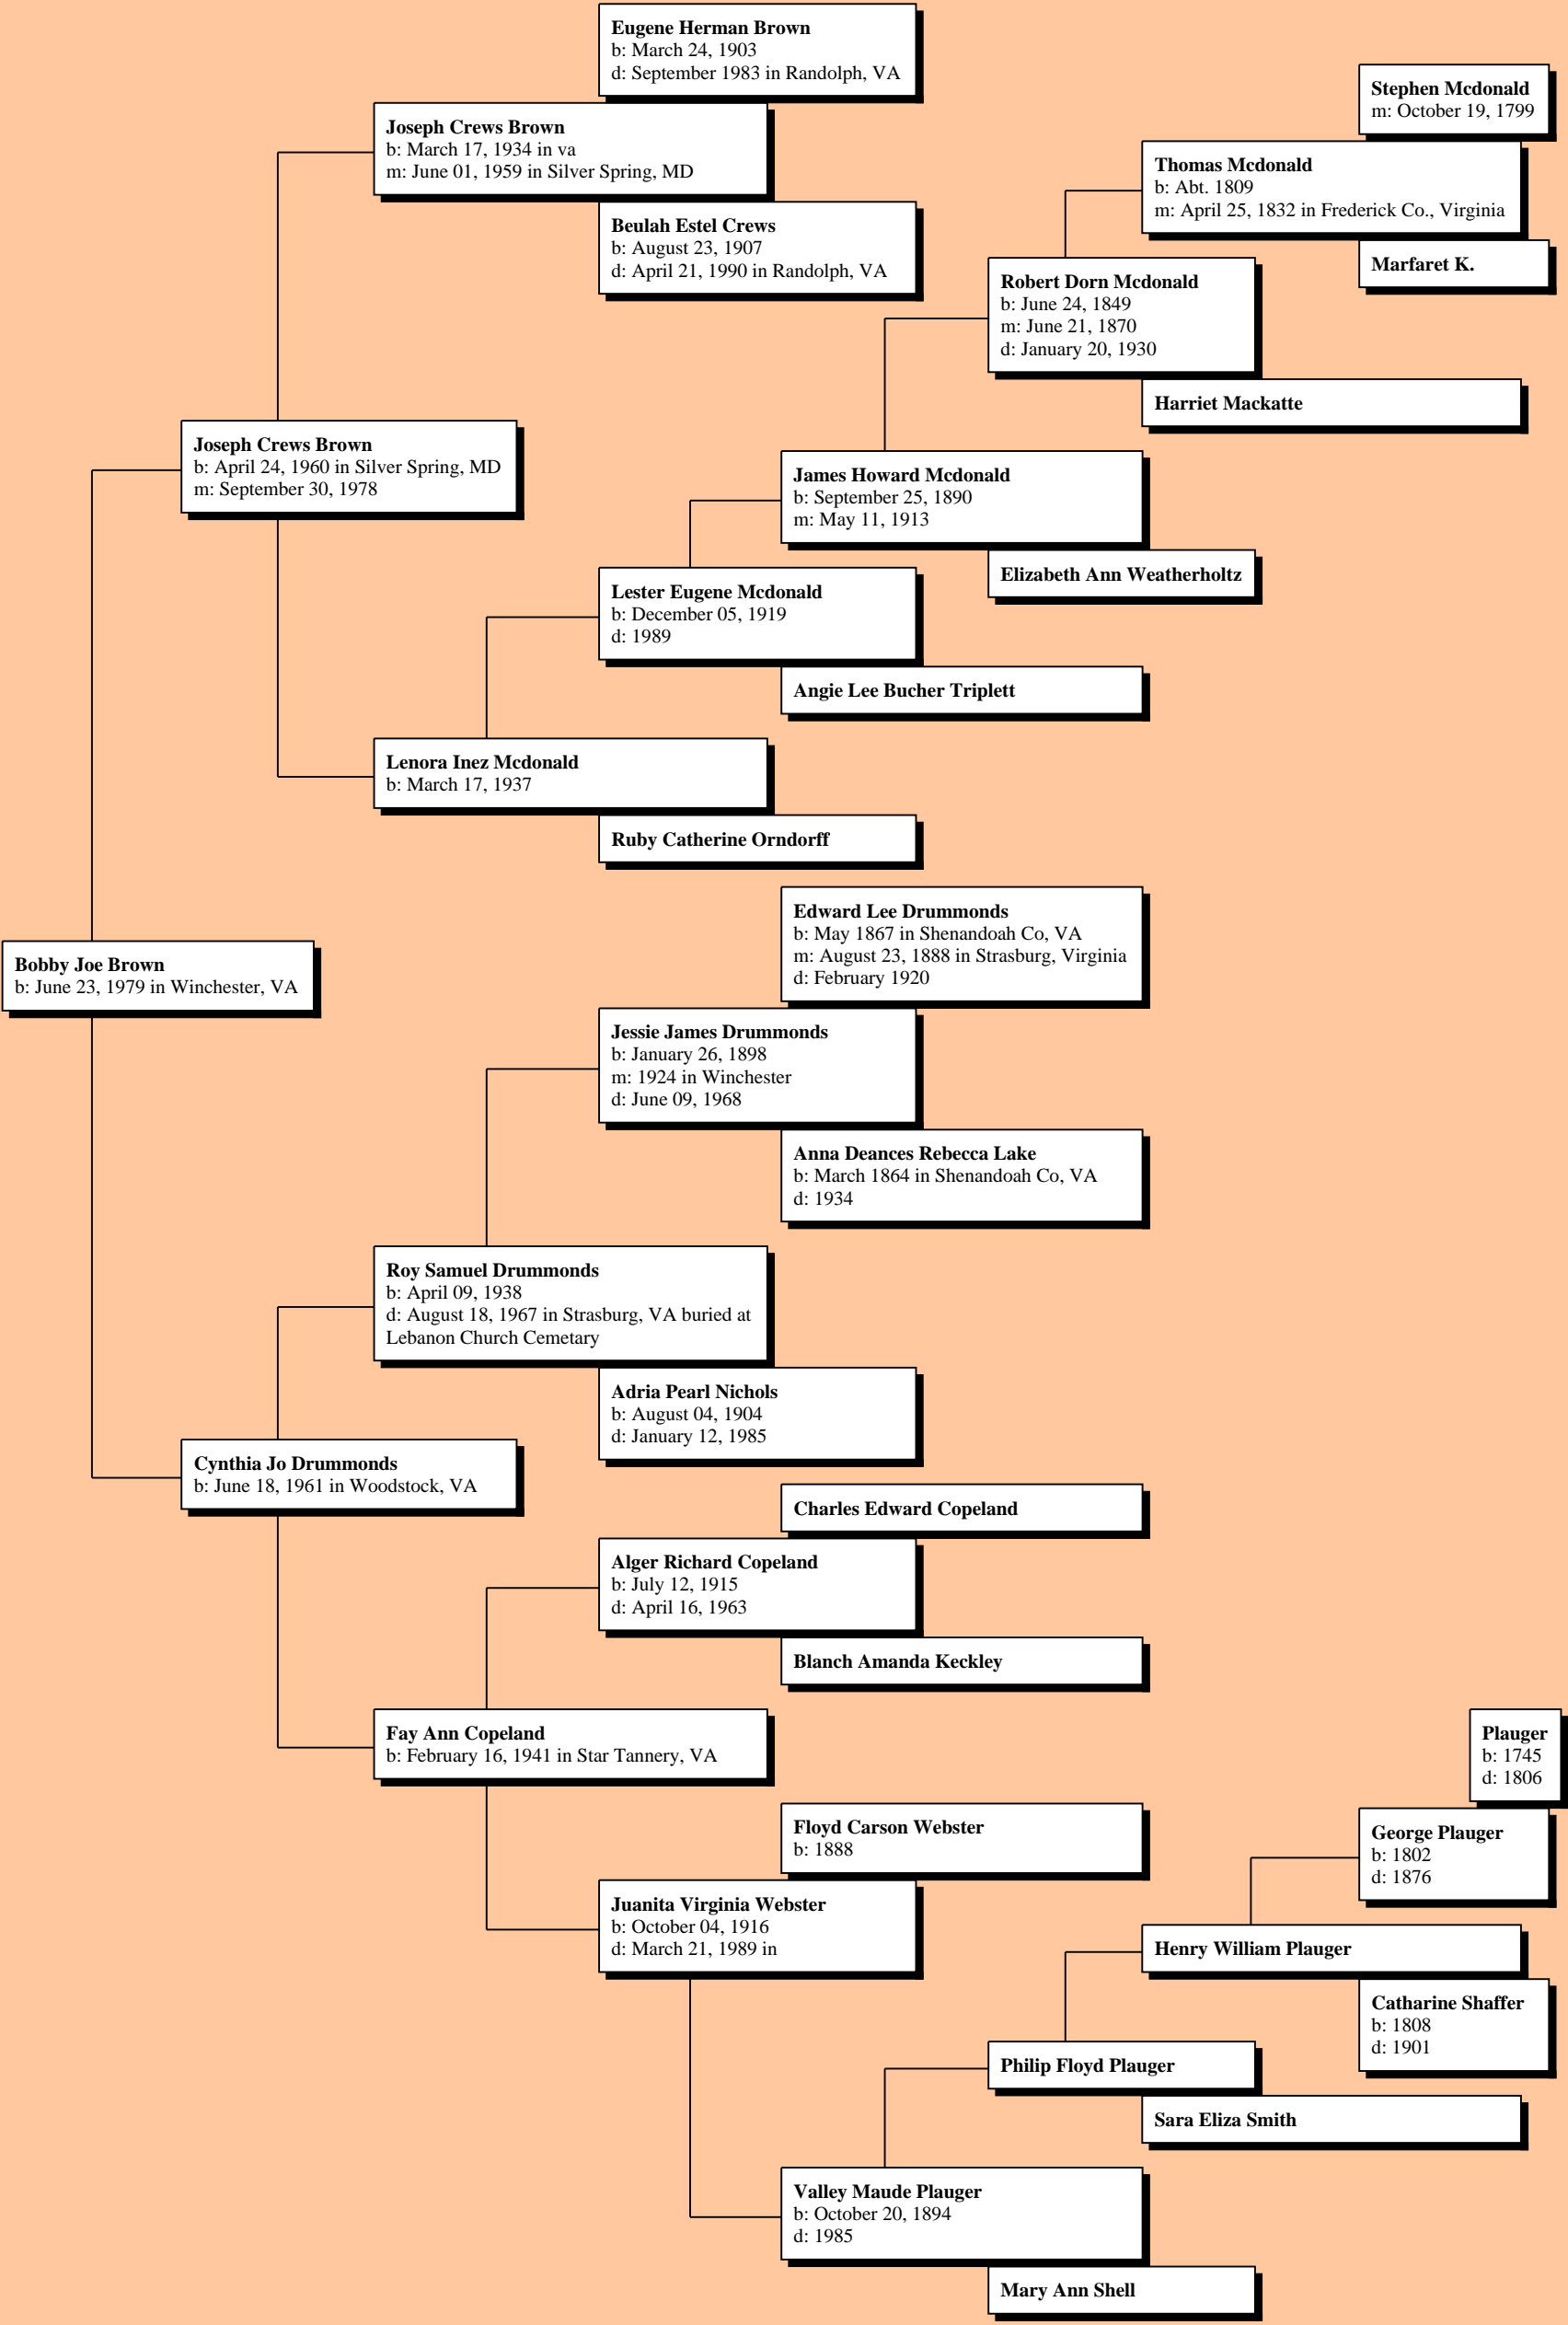 Eugene Herman Brown
b: March 24, 1903
d: September 1983 in Randolph, VA
Stephen Mcdonald
m: October 19, 1799
Joseph Crews Brown
b: March 17, 1934 in va
m: June 01, 1959 in Silver Spring, MD
Thomas Mcdonald
b: Abt. 1809
m: April 25, 1832 in Frederick Co., Virginia
Beulah Estel Crews
b: August 23, 1907
d: April 21, 1990 in Randolph, VA
Marfaret K.
Robert Dorn Mcdonald
b: June 24, 1849
m: June 21, 1870
d: January 20, 1930
Harriet Mackatte
Joseph Crews Brown
b: April 24, 1960 in Silver Spring, MD
m: September 30, 1978
James Howard Mcdonald
b: September 25, 1890
m: May 11, 1913
Elizabeth Ann Weatherholtz
Lester Eugene Mcdonald
b: December 05, 1919
d: 1989
Angie Lee Bucher Triplett
Lenora Inez Mcdonald
b: March 17, 1937
Ruby Catherine Orndorff
Edward Lee Drummonds
b: May 1867 in Shenandoah Co, VA
m: August 23, 1888 in Strasburg, Virginia
d: February 1920
Bobby Joe Brown
b: June 23, 1979 in Winchester, VA
Jessie James Drummonds
b: January 26, 1898
m: 1924 in Winchester
d: June 09, 1968
Anna Deances Rebecca Lake
b: March 1864 in Shenandoah Co, VA
d: 1934
Roy Samuel Drummonds
b: April 09, 1938
d: August 18, 1967 in Strasburg, VA buried at
Lebanon Church Cemetary
Adria Pearl Nichols
b: August 04, 1904
d: January 12, 1985
Cynthia Jo Drummonds
b: June 18, 1961 in Woodstock, VA
Charles Edward Copeland
Alger Richard Copeland
b: July 12, 1915
d: April 16, 1963
Blanch Amanda Keckley
Fay Ann Copeland
b: February 16, 1941 in Star Tannery, VA
Plauger
b: 1745
d: 1806
Floyd Carson Webster
b: 1888
George Plauger
b: 1802
d: 1876
Juanita Virginia Webster
b: October 04, 1916
d: March 21, 1989 in
Henry William Plauger
Catharine Shaffer
b: 1808
d: 1901
Philip Floyd Plauger
Sara Eliza Smith
Valley Maude Plauger
b: October 20, 1894
d: 1985
Mary Ann Shell